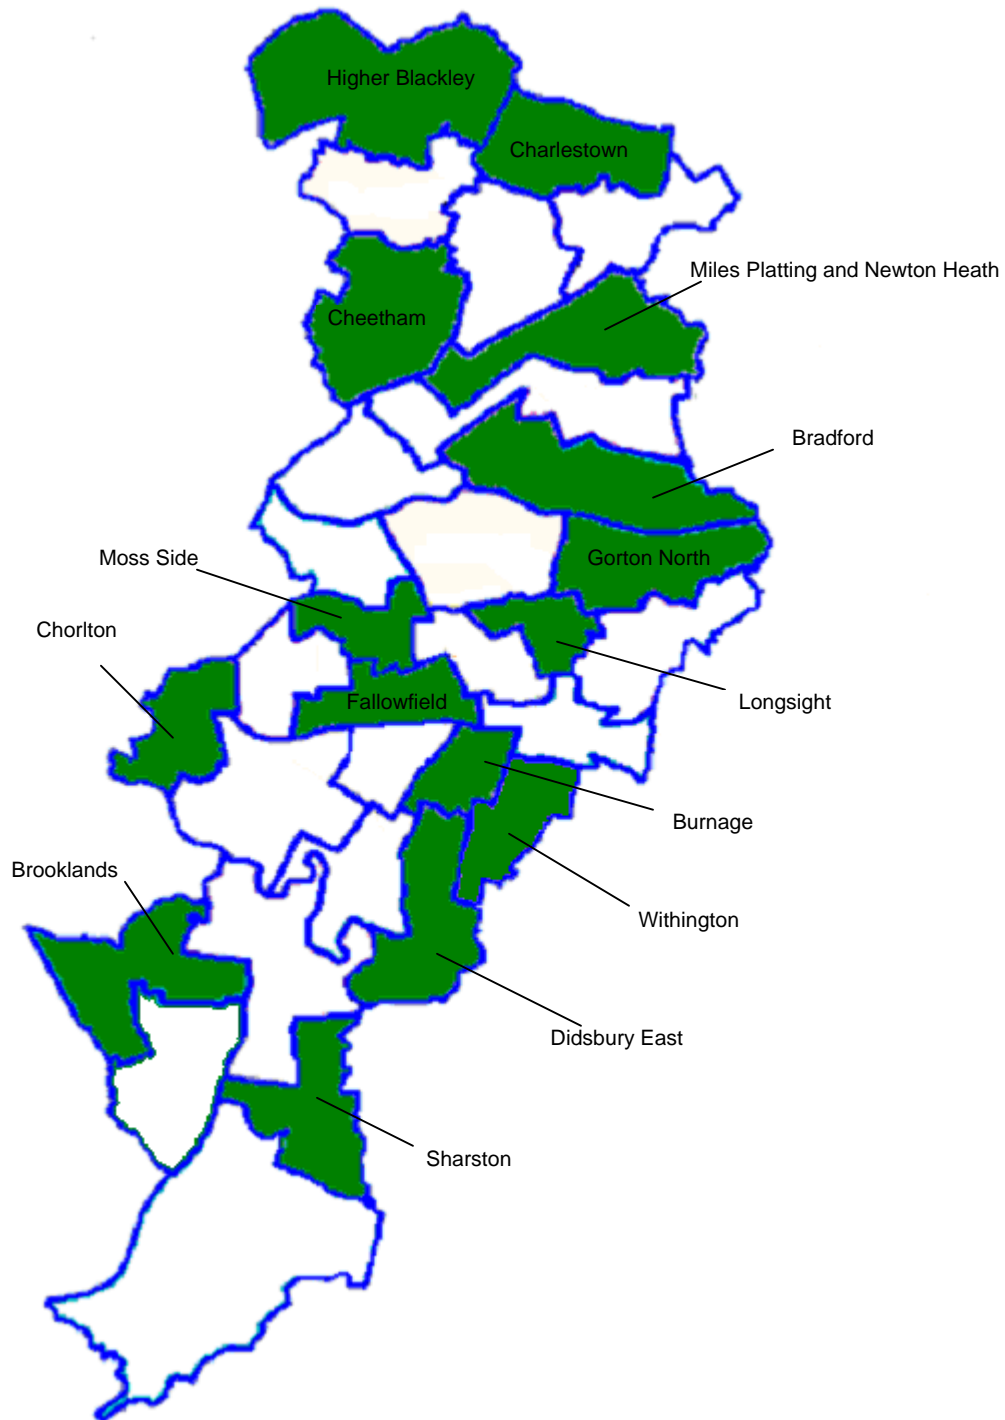 Higher Blackley
Charlestown
Miles Platting and Newton Heath
Cheetham
Bradford
Moss Side
Gorton North
Chorlton
Fallowfield
Longsight
Burnage
Brooklands
Withington
Didsbury East
Sharston